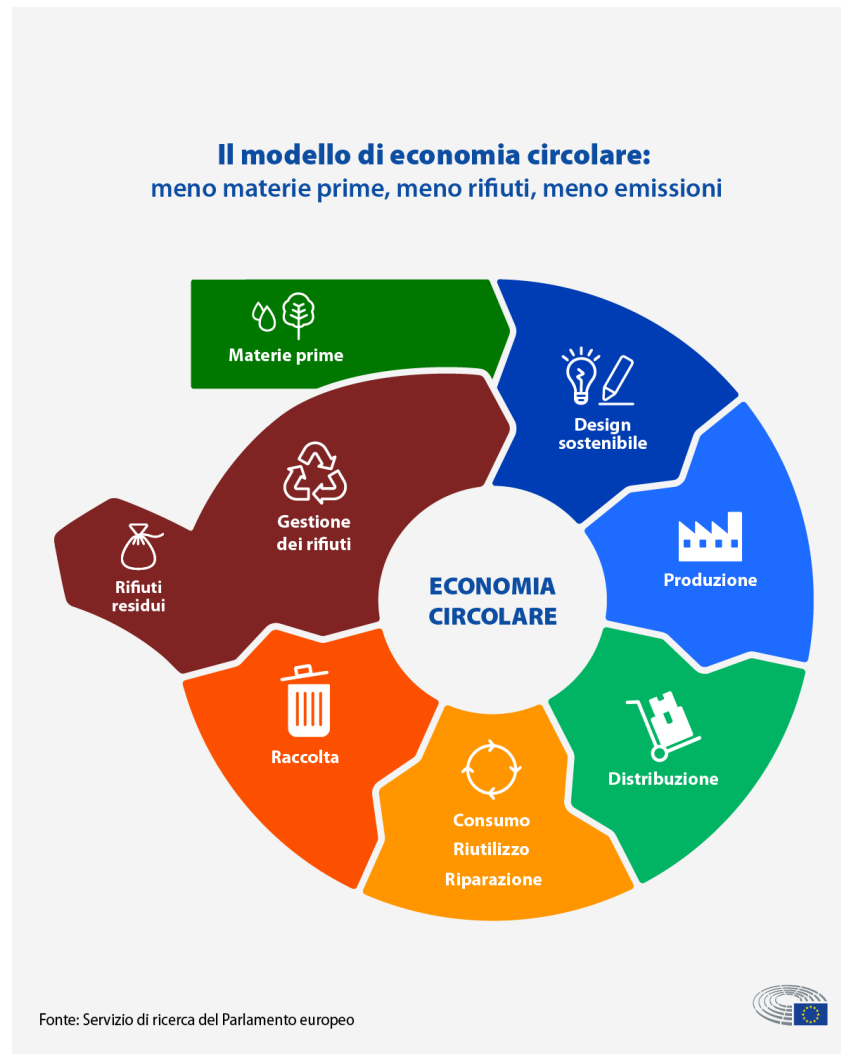 Il modello di economia circolare:
meno materie prime, meno rifiuti, meno emissioni
Materie prime
Design
sostenibile
Produzione
Distribuzione
Consumo
Riutilizzo
Riparazione
Raccolta
Gestione
dei rifiuti
Rifiuti
residui
ECONOMIA
CIRCOLARE
Fonte: Servizio di ricerca del Parlamento europeo